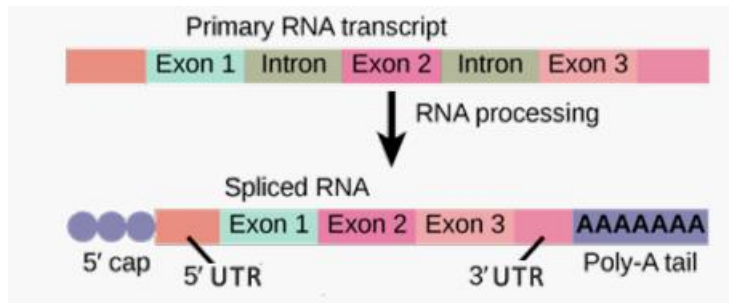 Primary RNA transcript
Exon 1 Intron Exon 2 Intron Exon 3
RNA processing
Spliced RNA
Exon 1 Exon 2 Exon 3 AAAAAAA
5' cap 5' UTR 3' UTR Poly-A tail